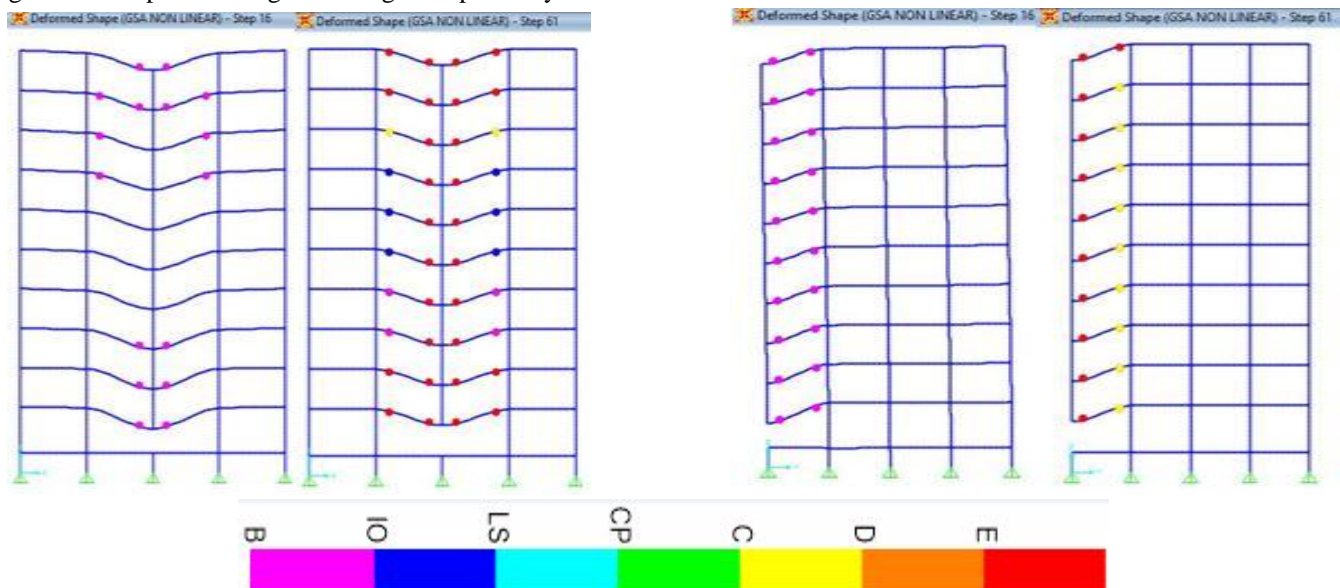 Deformed Shape (GSA NON LINEAR) - Step 16
Deformed Shape (GSA NON LINEAR) - Step 61
Deformed Shape (GSA NON LINEAR) - Step 16
Deformed Shape (GSA NON LINEAR) - Step 61
B
IO
LS
CP
C
D
E